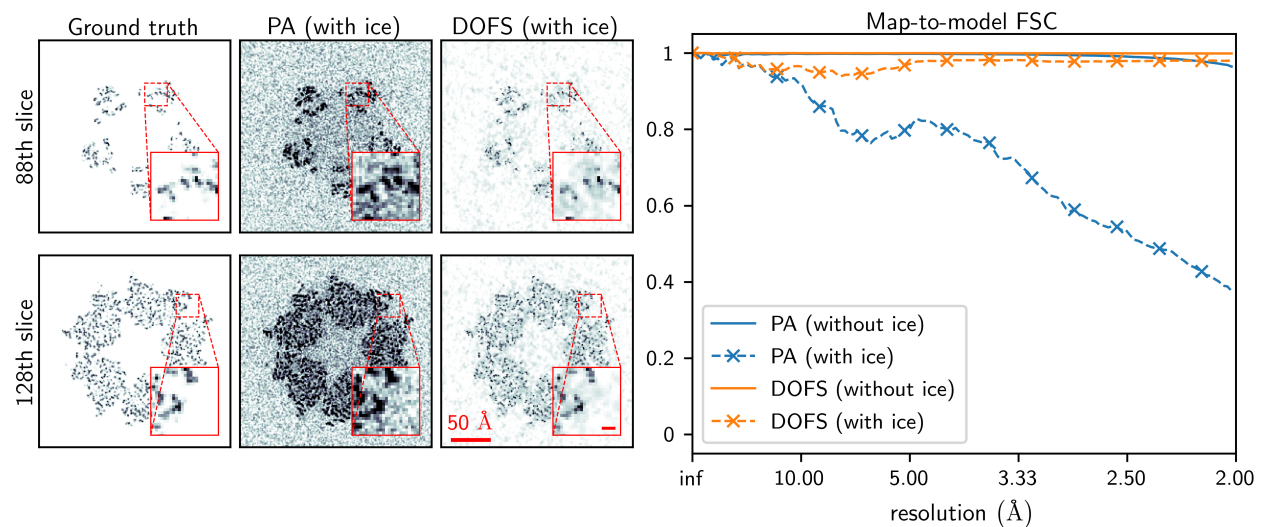 Ground truth
PA (with ice)
DOFS (with ice)
88th slice
128th slice
50 Å
Map-to-model FSC
1
0.8
0.6
0.4
0.2
0
PA (without ice)
PA (with ice)
DOFS (without ice)
DOFS (with ice)
inf
10.00
5.00
3.33
2.50
2.00
resolution (Å)